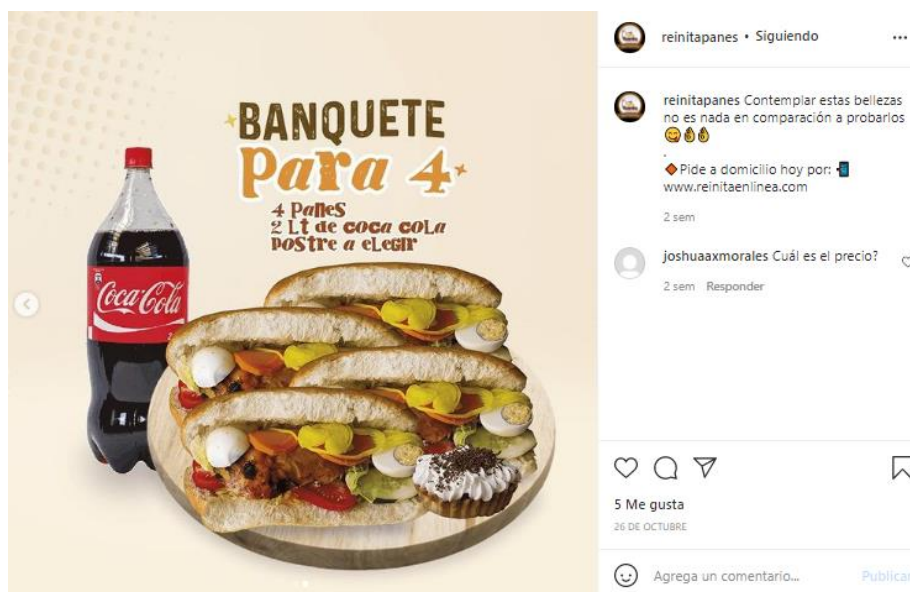 BANQUETE
Para 4
4 Panes
2 Lt de coca cola
postre a elegir
Coca-Cola
reinitapanes • Siguiendo
reinitapanes Contemplar estas bellezas
no es nada en comparación a probarlos
😋👌👌
.
🔸Pide a domicilio hoy por: 📲
www.reinitaenlinea.com
2 sem
joshuaaxmorales Cuál es el precio?
2 sem Responder
5 Me gusta
26 DE OCTUBRE
Agrega un comentario...
Publicar